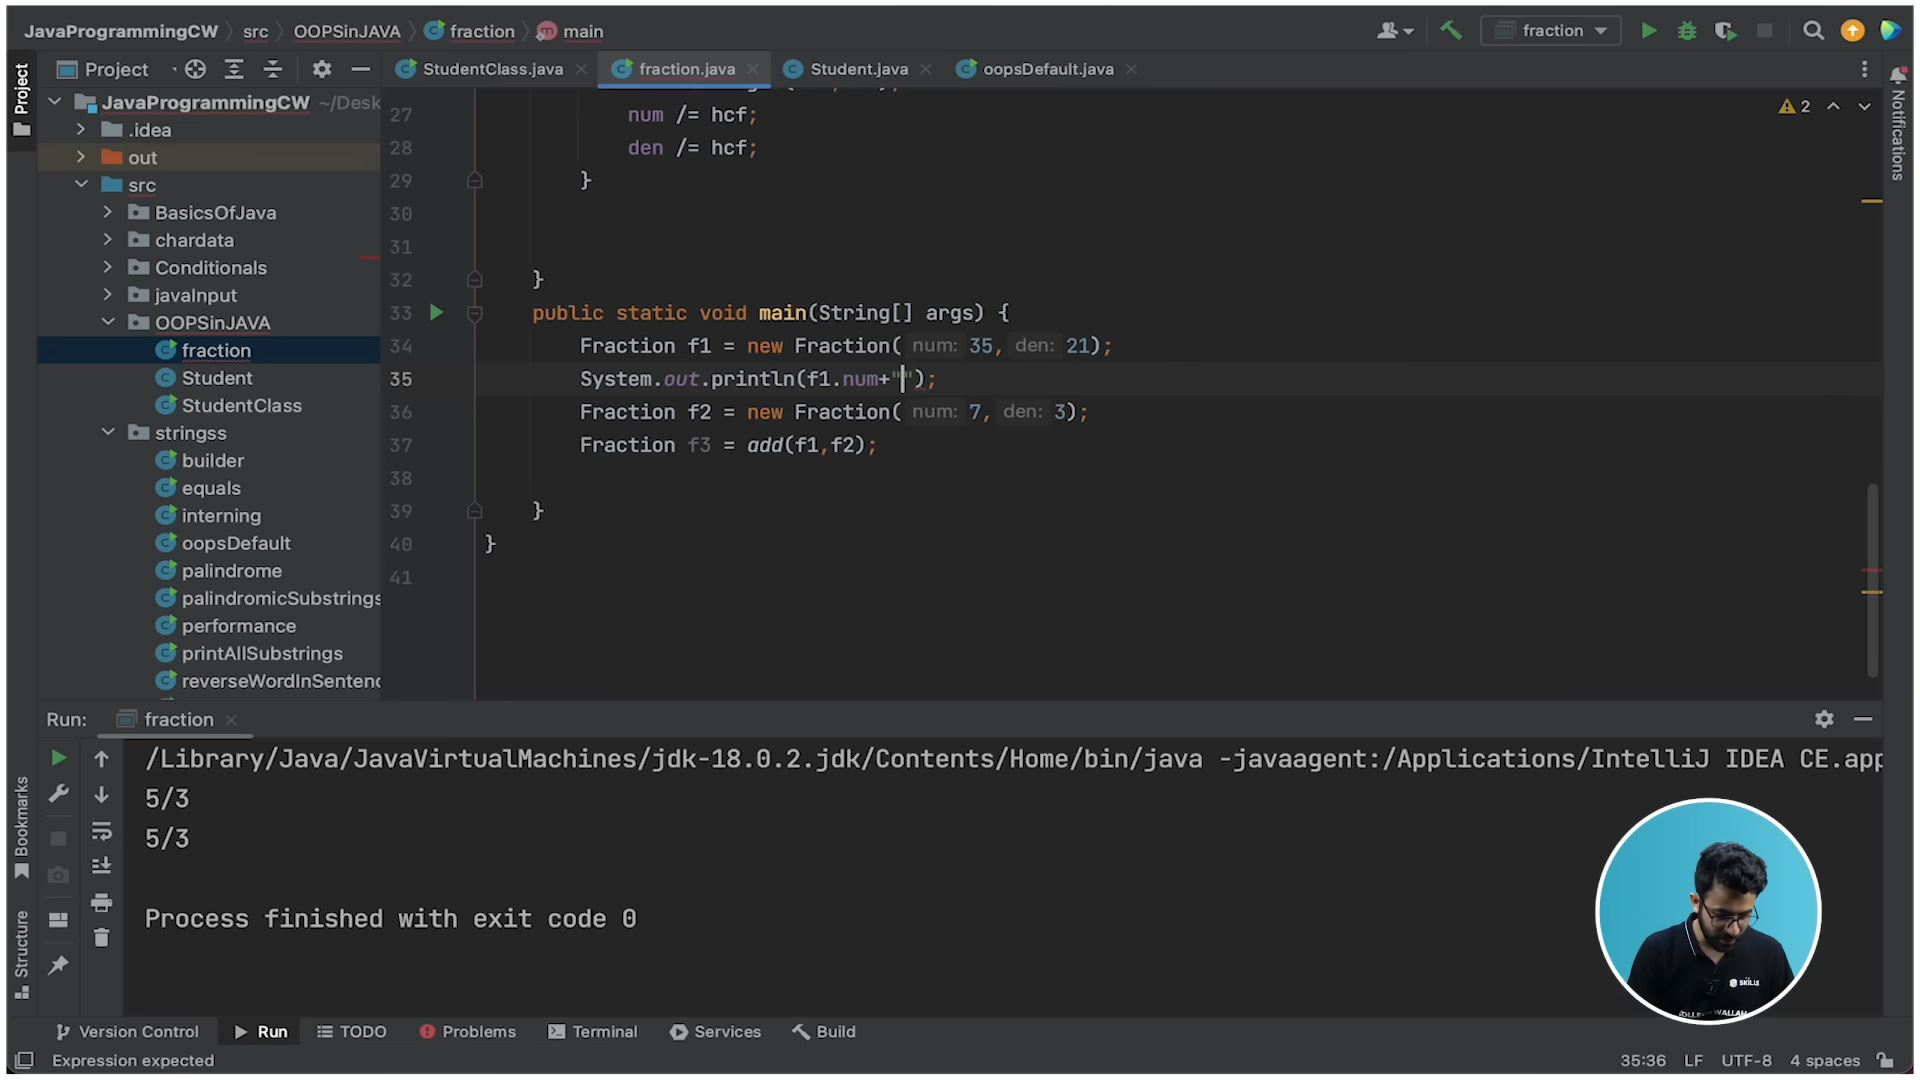 JavaProgrammingCW src OOPSinJAVA fraction main
fraction
Project
StudentClass.java fraction.java Student.java oopsDefault.java
Project
JavaProgrammingCW ~/Desk
.idea
out
src
BasicsOfJava
chardata
Conditionals
javaInput
OOPSinJAVA
fraction
Student
StudentClass
stringss
builder
equals
interning
oopsDefault
palindrome
palindromicSubstrings
performance
printAllSubstrings
reverseWordInSentenc
2
Notifications
27 num /= hcf;
28 den /= hcf;
29 }
30
31
32 }
33 public static void main(String[] args) {
34 Fraction f1 = new Fraction( num: 35, den: 21);
35 System.out.println(f1.num+"");
36 Fraction f2 = new Fraction( num: 7, den: 3);
37 Fraction f3 = add(f1,f2);
38
39 }
40 }
41
Run: fraction
/Library/Java/JavaVirtualMachines/jdk-18.0.2.jdk/Contents/Home/bin/java -javaagent:/Applications/IntelliJ IDEA CE.app
5/3
5/3
Process finished with exit code 0
Bookmarks
Structure
SKILLS
Version Control Run TODO Problems Terminal Services Build
Expression expected
35:36 LF UTF-8 4 spaces